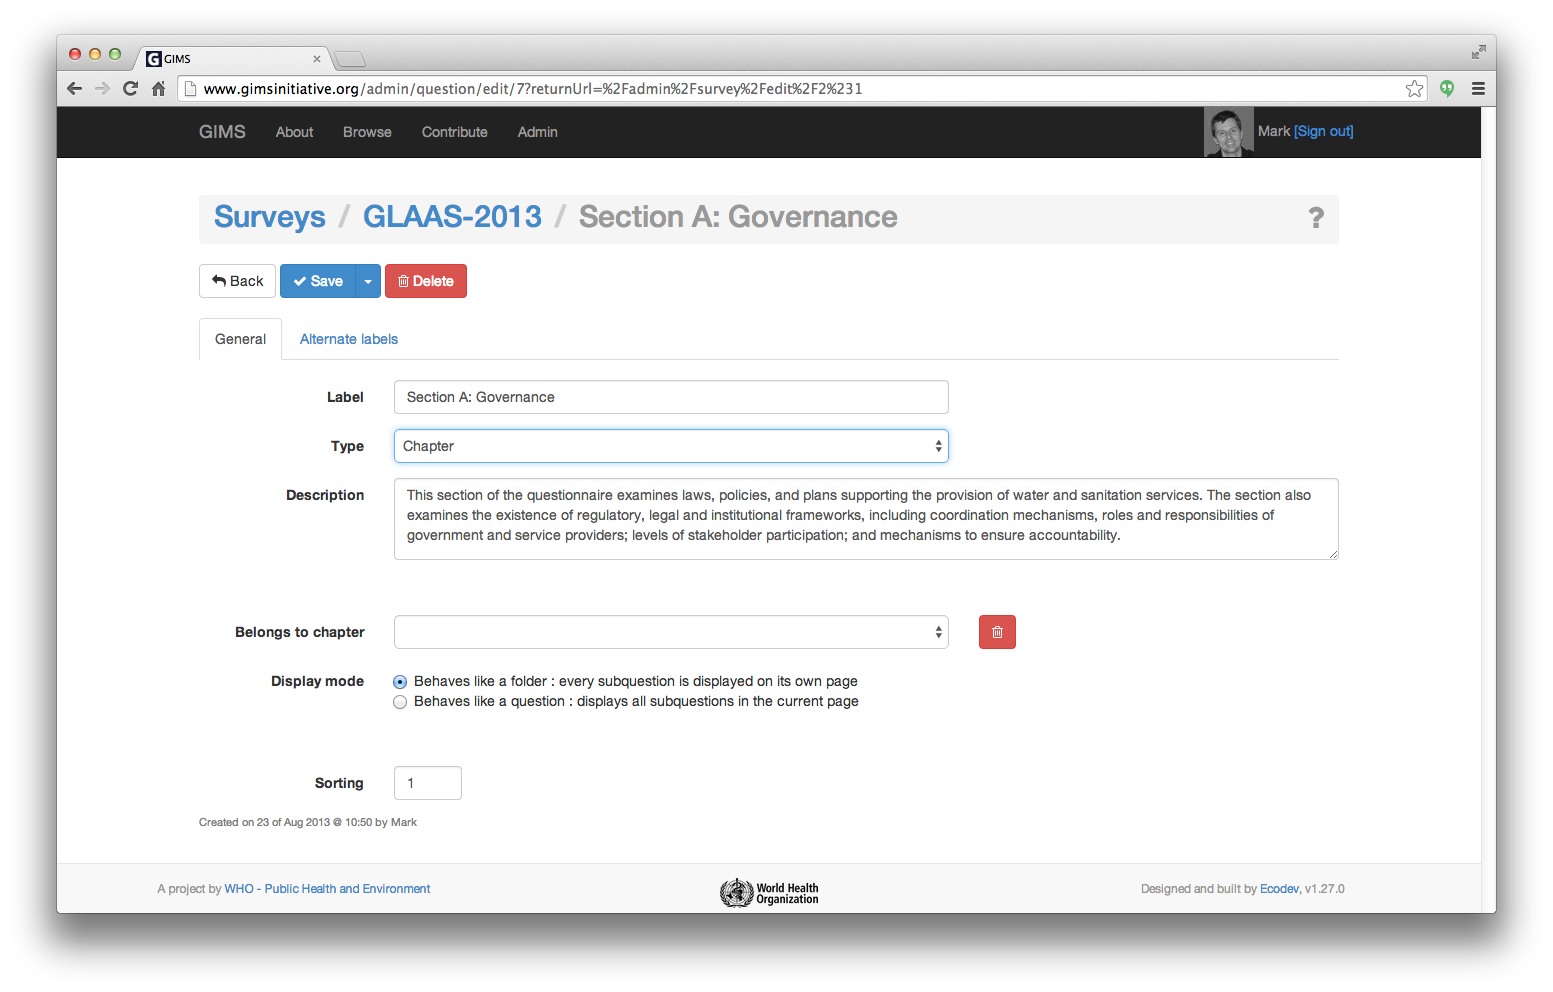 GIMS
www.gimsinitiative.org/admin/question/edit/7?returnUrl=%2Fadmin%2Fsurvey%2Fedit%2F2%231
GIMS About Browse Contribute Admin Mark [Sign out]
Surveys / GLAAS-2013 / Section A: Governance ?
Back Save Delete
General Alternate labels
Label Section A: Governance
Type Chapter
Description This section of the questionnaire examines laws, policies, and plans supporting the provision of water and sanitation services. The section also
examines the existence of regulatory, legal and institutional frameworks, including coordination mechanisms, roles and responsibilities of
government and service providers; levels of stakeholder participation; and mechanisms to ensure accountability.
Belongs to chapter
Display mode Behaves like a folder : every subquestion is displayed on its own page
Behaves like a question : displays all subquestions in the current page
Sorting 1
Created on 23 of Aug 2013 @ 10:50 by Mark
A project by WHO - Public Health and Environment World Health Designed and built by Ecodev, v1.27.0
Organization